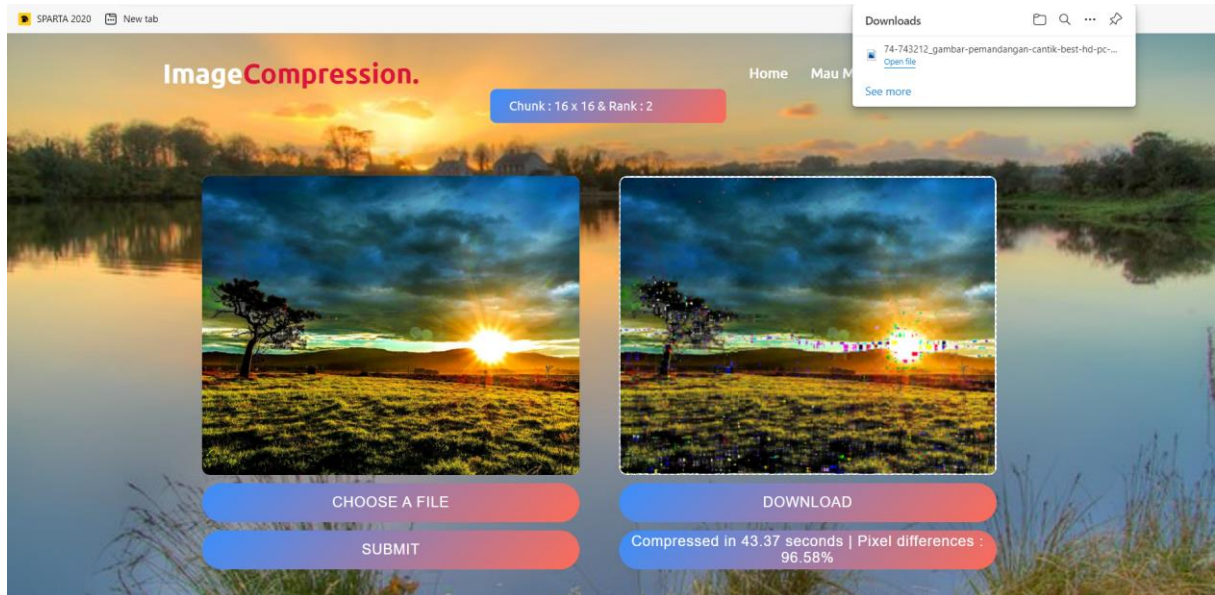 SPARTA 2020 New tab
Downloads
74-743212_gambar-pemandangan-cantik-best-hd-pc-...
Open file
See more
ImageCompression.
Home Mau M
Chunk : 16 x 16 & Rank : 2
CHOOSE A FILE
DOWNLOAD
SUBMIT
Compressed in 43.37 seconds | Pixel differences :
96.58%